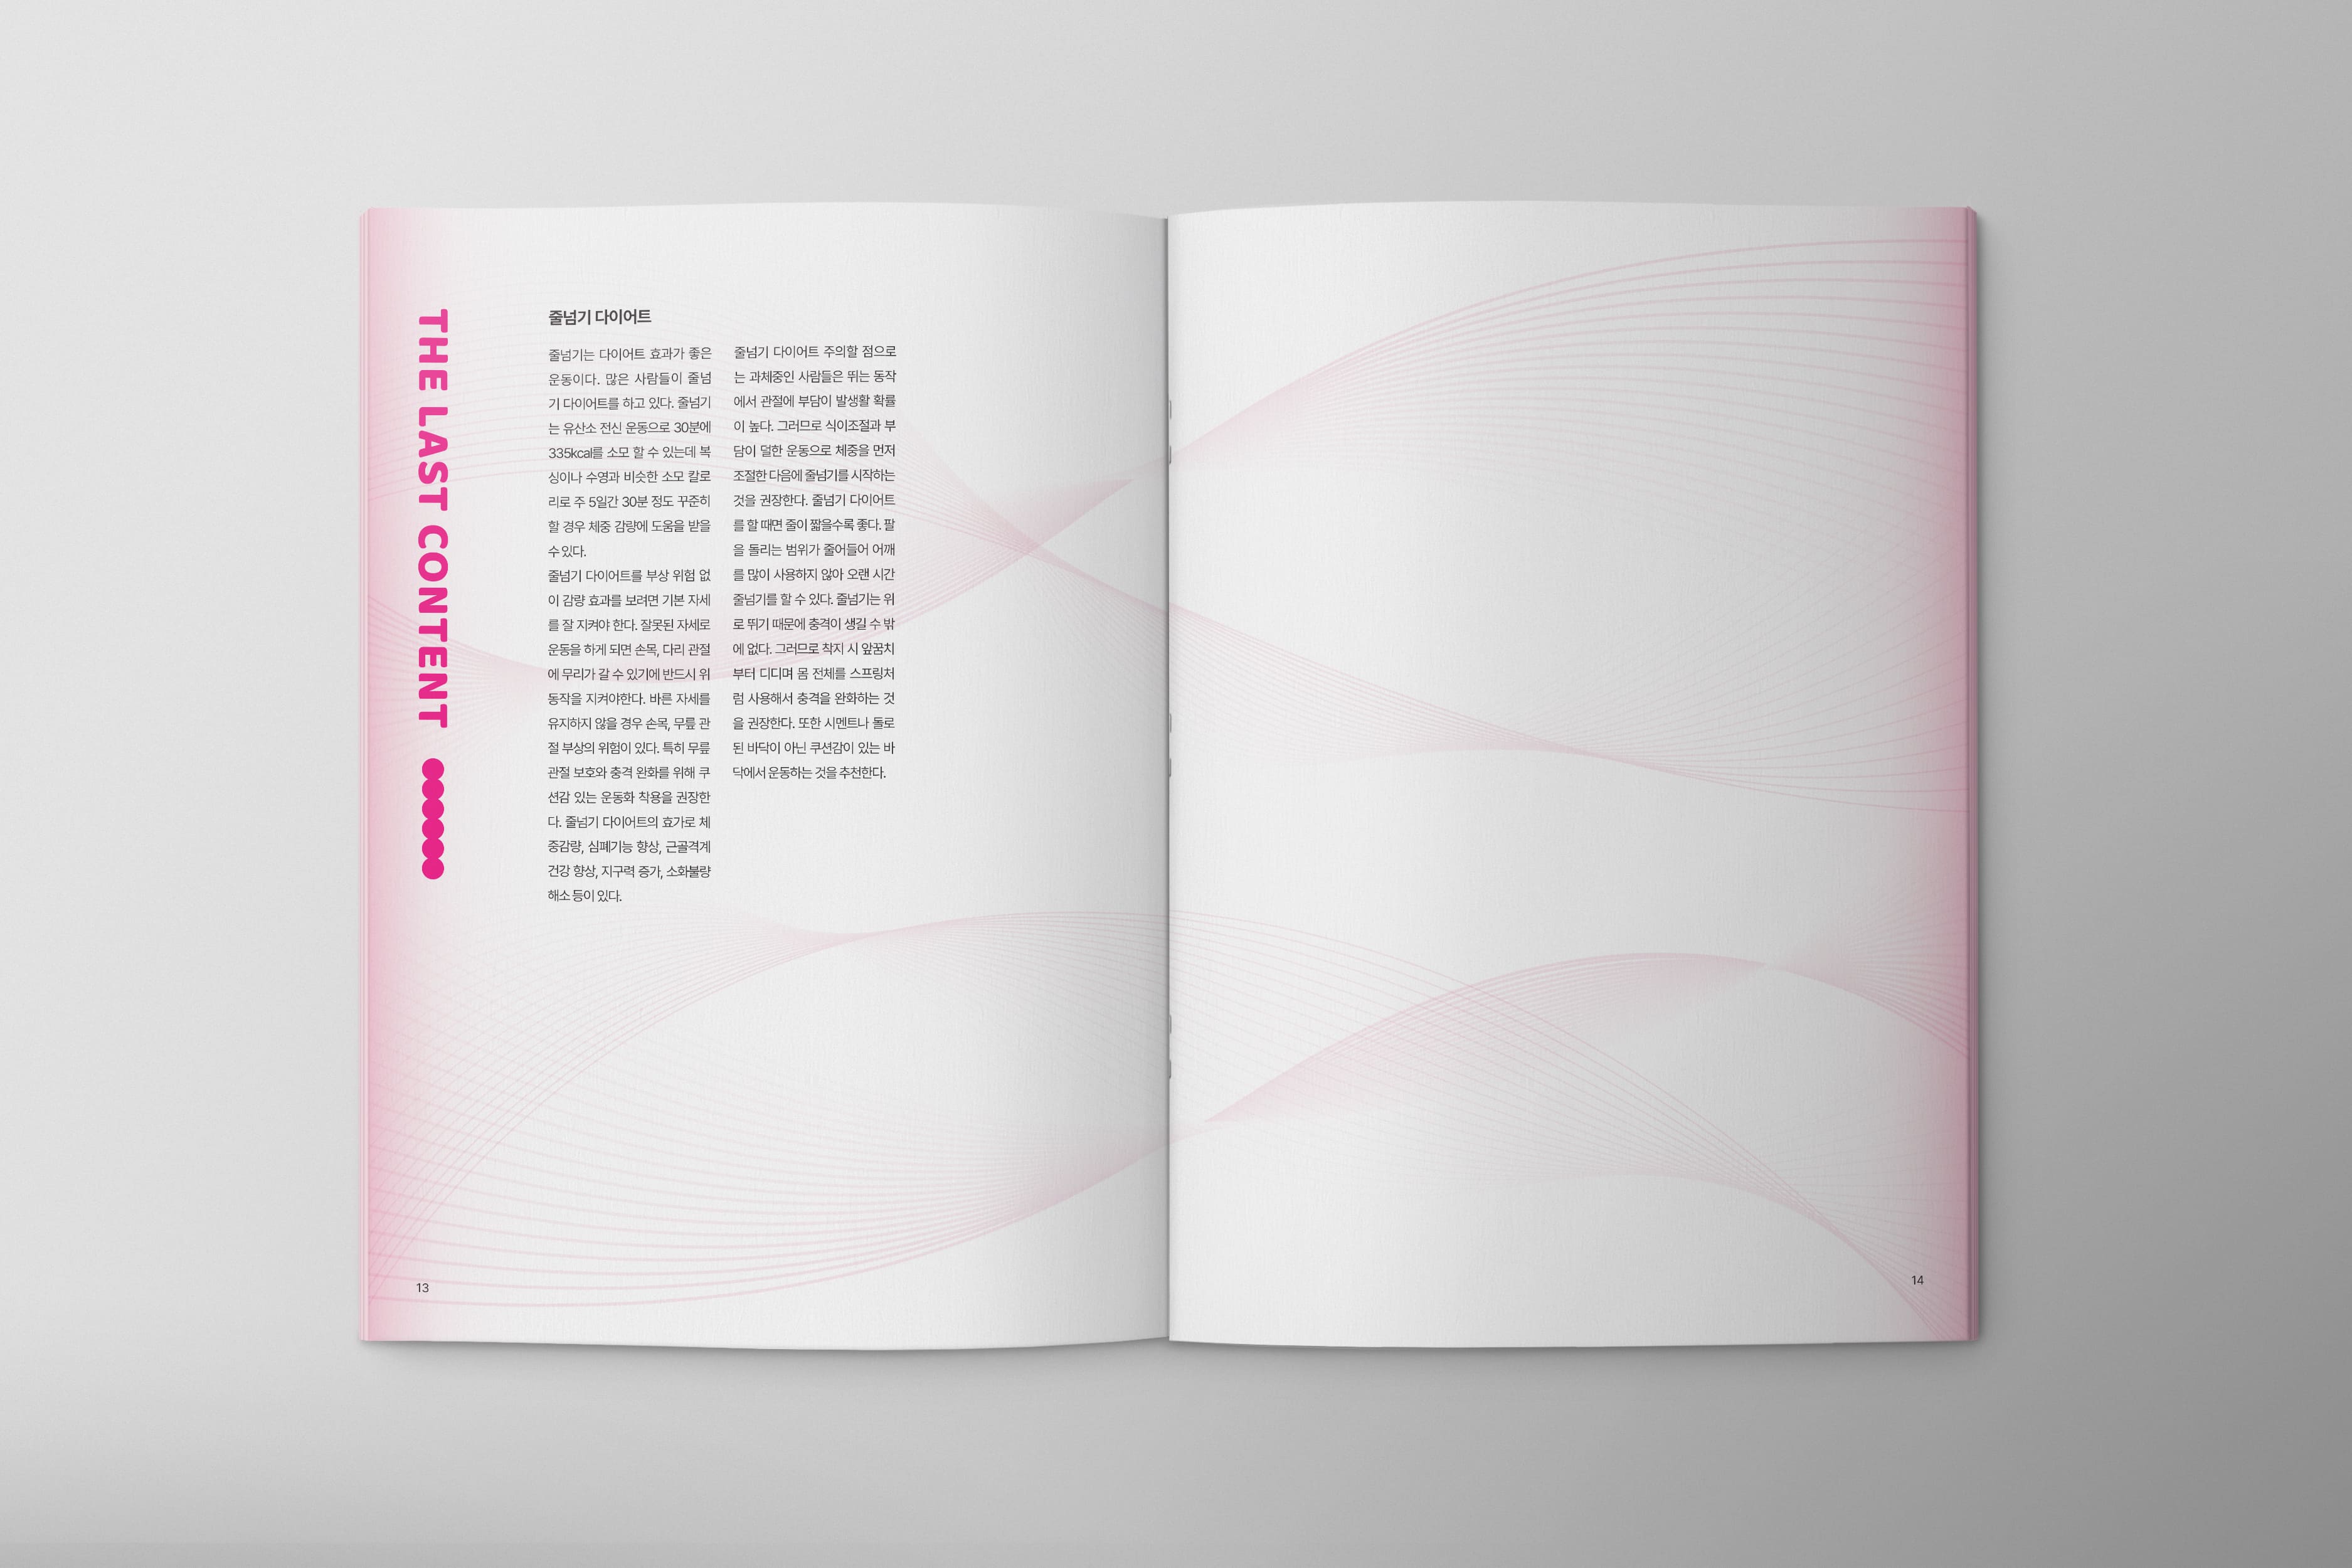 THE LAST CONTENT
줄넘기 다이어트
줄넘기는 다이어트 효과가 좋은
운동이다. 많은 사람들이 줄넘
기 다이어트를 하고 있다. 줄넘기
는 유산소 전신 운동으로 30분에
335kcal를 소모 할 수 있는데 복
싱이나 수영과 비슷한 소모 칼로
리로 주 5일간 30분 정도 꾸준히
할 경우 체중 감량에 도움을 받을
수 있다.
줄넘기 다이어트를 부상 위험 없
이 감량 효과를 보려면 기본 자세
를 잘 지켜야 한다. 잘못된 자세로
운동을 하게 되면 손목, 다리 관절
에 무리가 갈 수 있기에 반드시 위
동작을 지켜야한다. 바른 자세를
유지하지 않을 경우 손목, 무릎 관
절 부상의 위험이 있다. 특히 무릎
관절 보호와 충격 완화를 위해 쿠
션감 있는 운동화 착용을 권장한
다. 줄넘기 다이어트의 효가로 체
중감량, 심폐기능 향상, 근골격계
건강 향상, 지구력 증가, 소화불량
해소 등이 있다.
줄넘기 다이어트 주의할 점으로
는 과체중인 사람들은 뛰는 동작
에서 관절에 부담이 발생활 확률
이 높다. 그러므로 식이조절과 부
담이 덜한 운동으로 체중을 먼저
조절한 다음에 줄넘기를 시작하는
것을 권장한다. 줄넘기 다이어트
를 할 때면 줄이 짧을수록 좋다. 팔
을 돌리는 범위가 줄어들어 어깨
를 많이 사용하지 않아 오랜 시간
줄넘기를 할 수 있다. 줄넘기는 위
로 뛰기 때문에 충격이 생길 수 밖
에 없다. 그러므로 착지 시 앞꿈치
부터 디디며 몸 전체를 스프링처
럼 사용해서 충격을 완화하는 것
을 권장한다. 또한 시멘트나 돌로
된 바닥이 아닌 쿠션감이 있는 바
닥에서 운동하는 것을 추천한다.
13
14